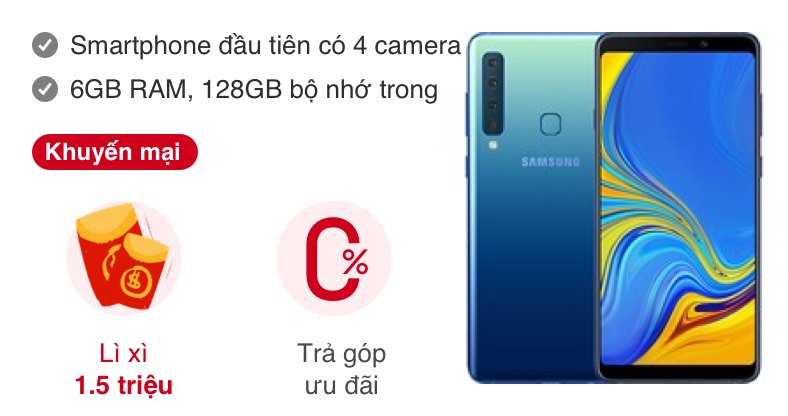 Smartphone đầu tiên có 4 camera
6GB RAM, 128GB bộ nhớ trong
Khuyến mại
SAMSUNG
0%
Lì xì
1.5 triệu
Trả góp
ưu đãi